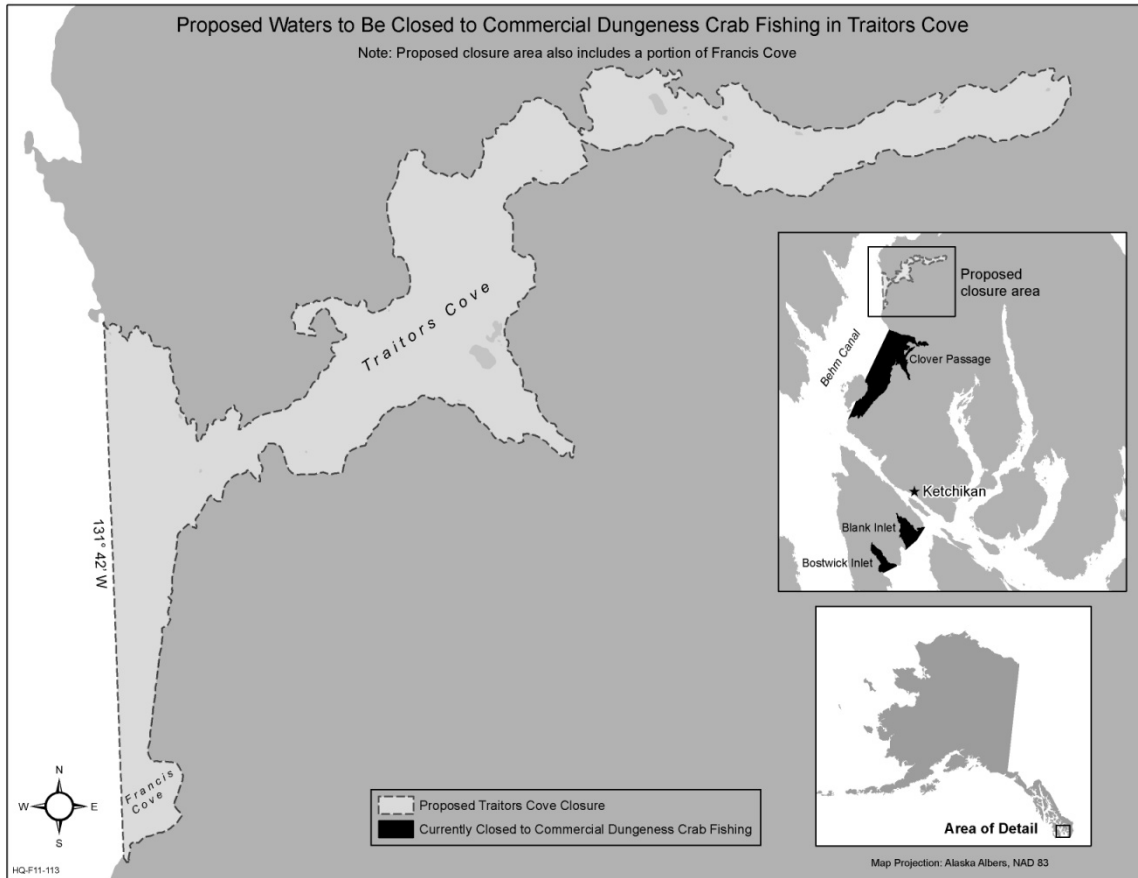 Proposed Waters to Be Closed to Commercial Dungeness Crab Fishing in Traitors Cove
Note: Proposed closure area also includes a portion of Francis Cove
Traitors Cove
131° 42' W
Francis
Cove
N
W
E
S
HQ-F11-113
Proposed Traitors Cove Closure
Currently Closed to Commercial Dungeness Crab Fishing
Proposed
closure area
Behm Canal
Clover Passage
Ketchikan
Blank Inlet
Bostwick Inlet
Area of Detail
Map Projection: Alaska Albers, NAD 83